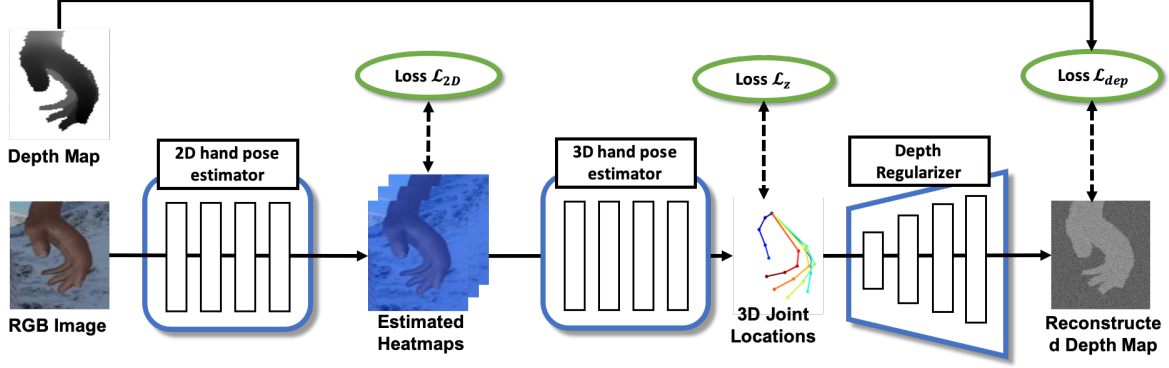 Loss ℒ2D
Loss ℒz
Loss ℒdep
Depth Map
2D hand pose
estimator
3D hand pose
estimator
Depth
Regularizer
RGB Image
Estimated
Heatmaps
3D Joint
Locations
Reconstructe
d Depth Map